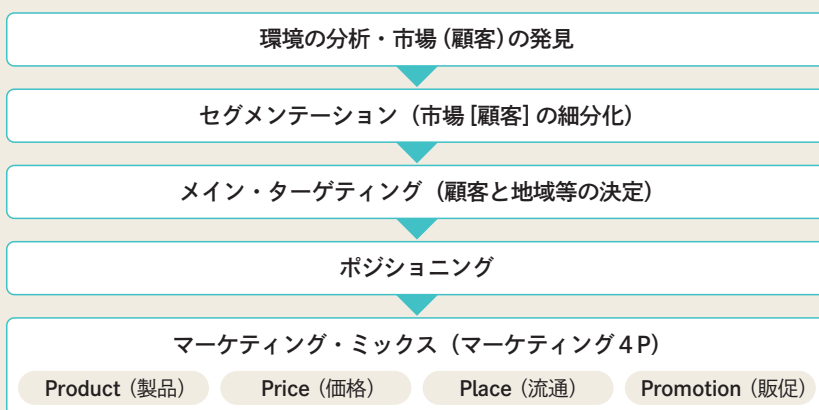 環境の分析・市場(顧客)の発見
セグメンテーション(市場[顧客]の細分化)
メイン・ターゲティング(顧客と地域等の決定)
ポジショニング
マーケティング・ミックス(マーケティング4P)
Product(製品) Price(価格) Place(流通) Promotion(販促)